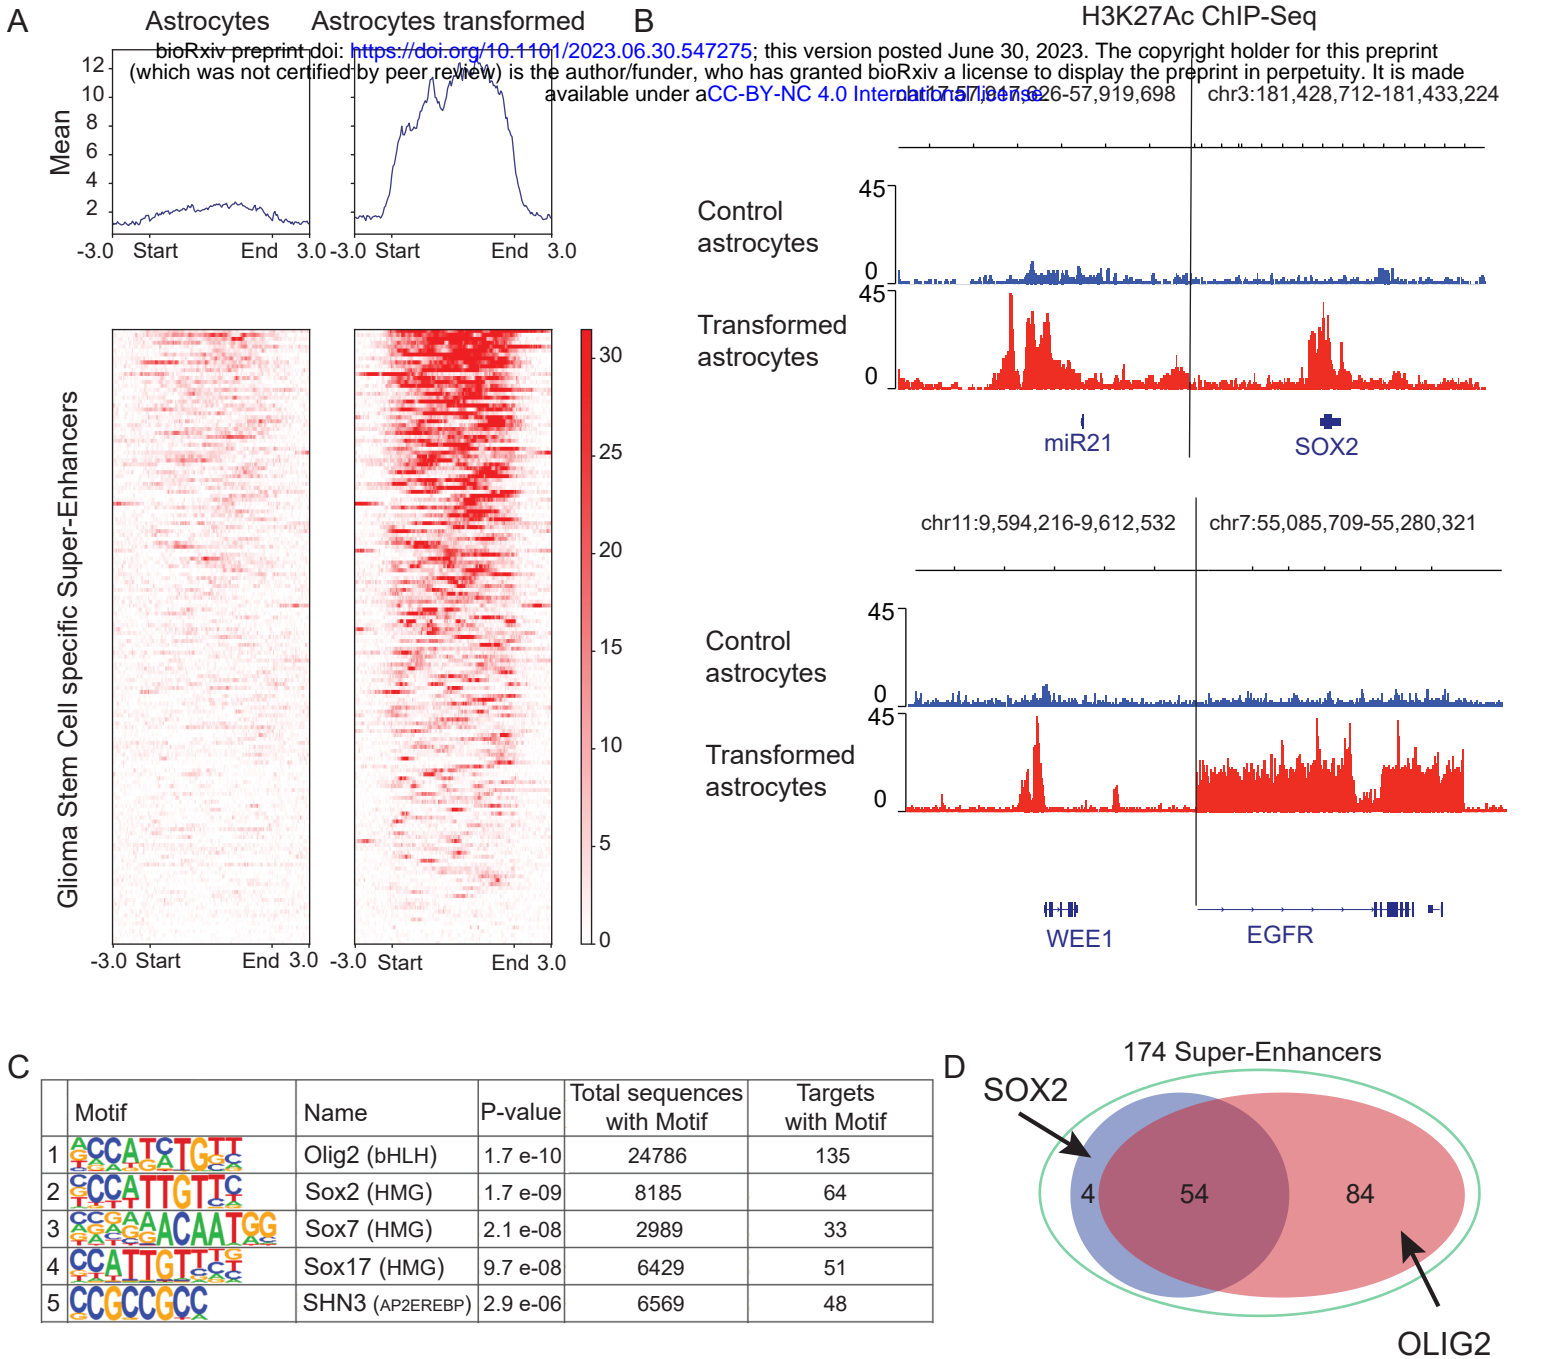 A
Astrocytes
Astrocytes transformed
B
H3K27Ac ChIP-Seq
bioRxiv preprint doi: https://doi.org/10.1101/2023.06.30.547275; this version posted June 30, 2023. The copyright holder for this preprint
(which was not certified by peer review) is the author/funder, who has granted bioRxiv a license to display the preprint in perpetuity. It is made
available under aCC-BY-NC 4.0 International license.
chr17:57,917,626-57,919,698
chr3:181,428,712-181,433,224
Mean
12
10
8
6
4
2
-3.0 Start End 3.0
-3.0 Start End 3.0
Control
astrocytes
45
0
Transformed
astrocytes
45
0
miR21
SOX2
Glioma Stem Cell specific Super-Enhancers
30
25
20
15
10
5
0
-3.0 Start End 3.0
-3.0 Start End 3.0
chr11:9,594,216-9,612,532
chr7:55,085,709-55,280,321
Control
astrocytes
45
0
Transformed
astrocytes
45
0
WEE1
EGFR
C
Motif Name P-value Total sequences with Motif Targets with Motif
1 Olig2 (bHLH) 1.7 e-10 24786 135
2 Sox2 (HMG) 1.7 e-09 8185 64
3 Sox7 (HMG) 2.1 e-08 2989 33
4 Sox17 (HMG) 9.7 e-08 6429 51
5 CCGCCGCC SHN3 (AP2EREBP) 2.9 e-06 6569 48
D
174 Super-Enhancers
SOX2
4
54
84
OLIG2